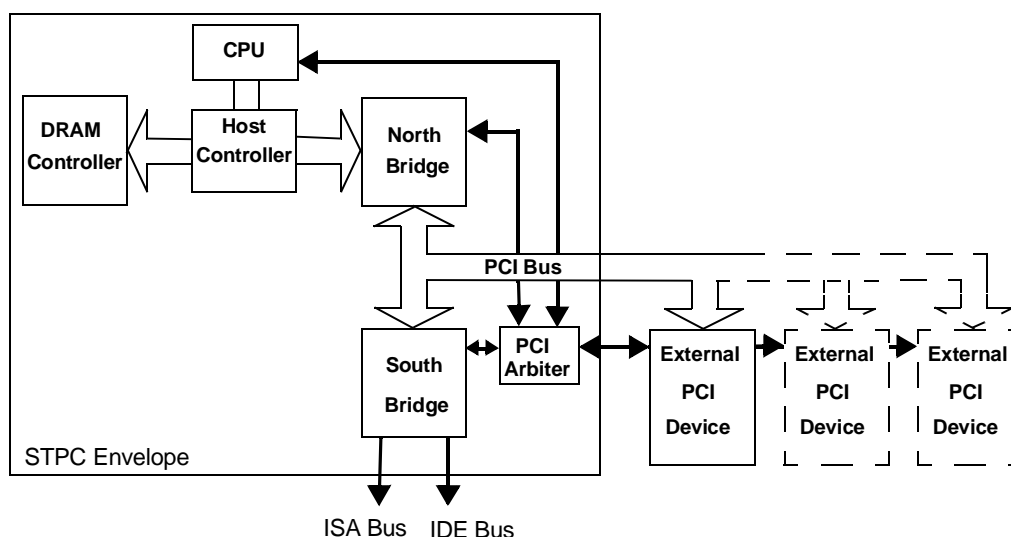 CPU
DRAM
Controller
Host
Controller
North
Bridge
PCI Bus
South
Bridge
PCI
Arbiter
External
PCI
Device
External
PCI
Device
External
PCI
Device
STPC Envelope
ISA Bus
IDE Bus